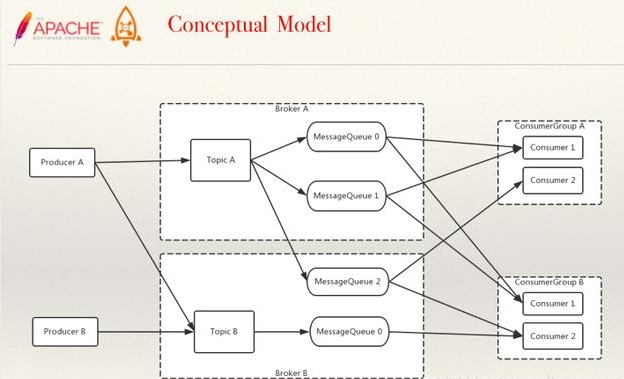 THE
APACHE
SOFTWARE FOUNDATION
Conceptual Model
Broker A
ConsumerGroup A
MessageQueue 0
Consumer 1
Producer A
Topic A
Consumer 2
MessageQueue 1
MessageQueue 2
ConsumerGroup B
Consumer 1
Producer B
Topic B
MessageQueue 0
Consumer 2
Broker B